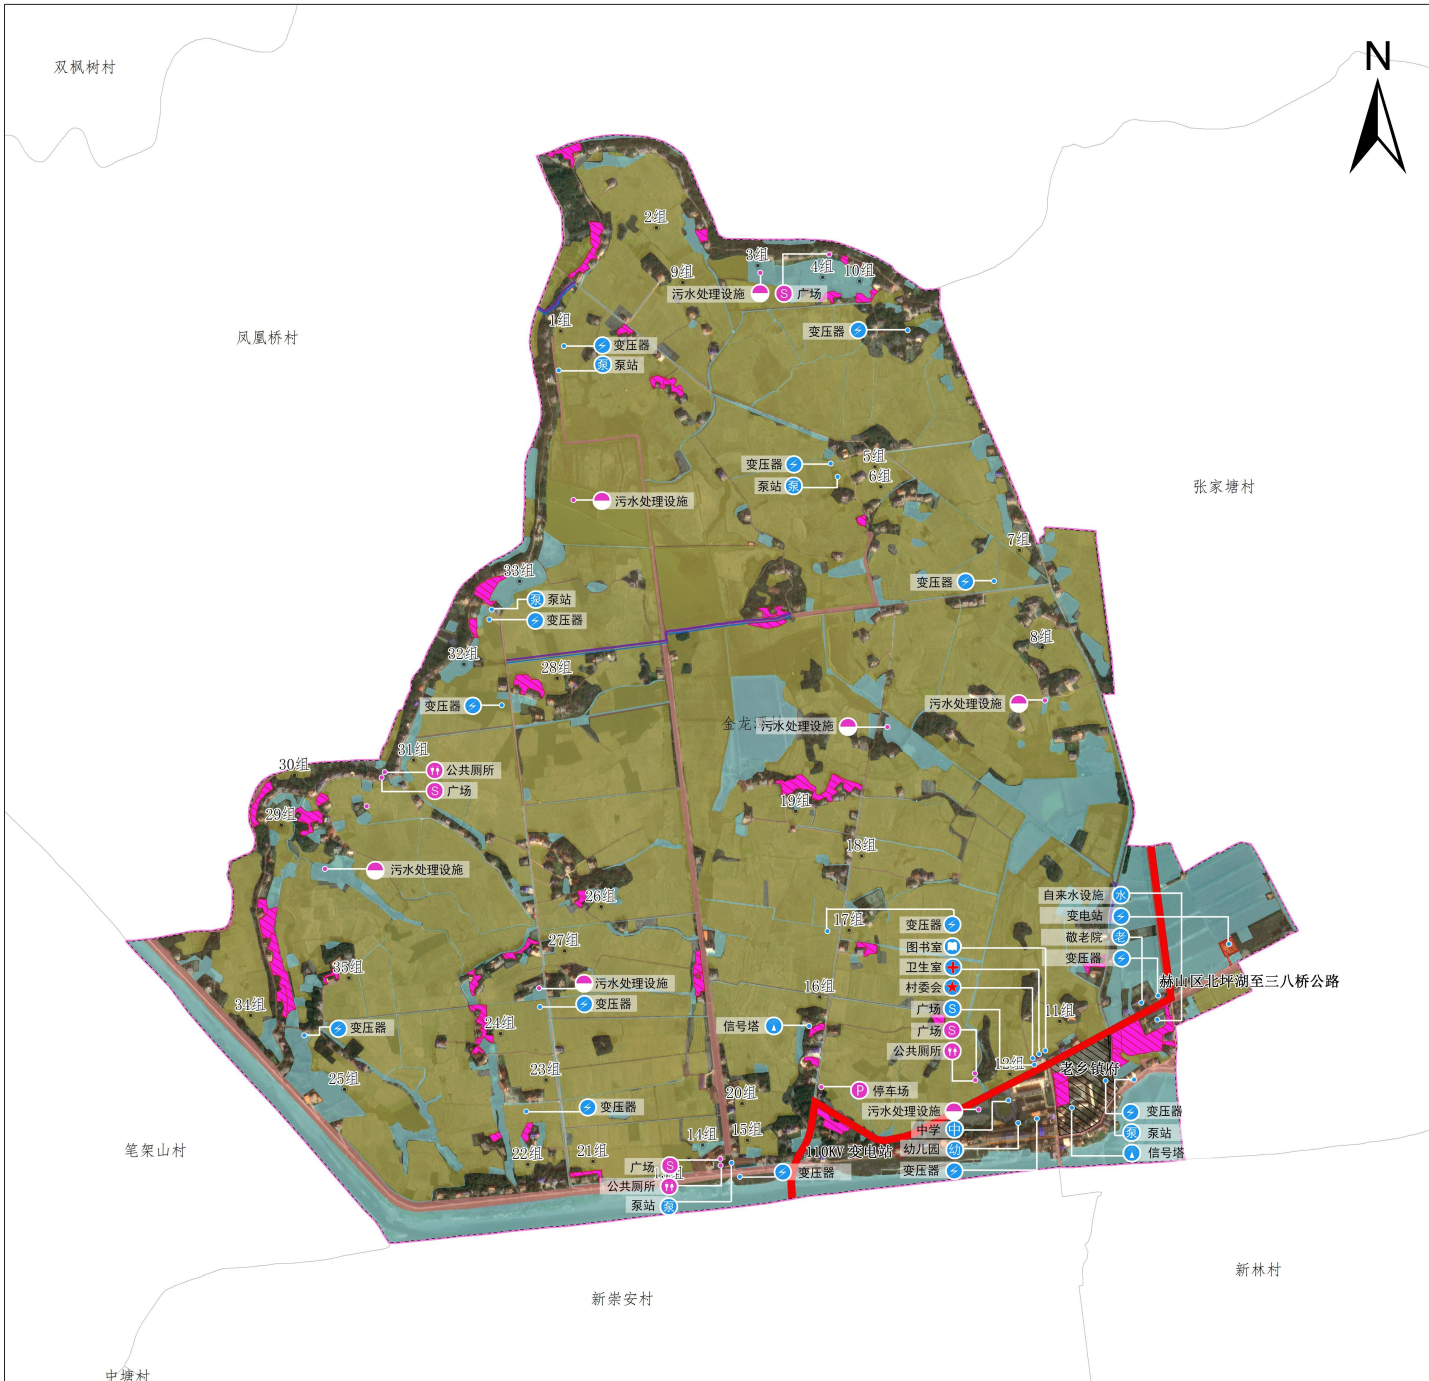 N
双枫树村
2组
3组
4组
10组
9组
污水处理设施
S
广场
凤凰桥村
1组
变压器
变压器
泵
泵站
5组
变压器
6组
泵站
泵
张家塘村
污水处理设施
7组
33组
变压器
泵
泵站
变压器
8组
32组
28组
变压器
污水处理设施
污水处理设施
31组
30组
公共厕所
S
广场
19组
29组
18组
污水处理设施
26组
自来水设施
水
17组
变压器
变电站
27组
图书室
敬老院
老
35组
卫生室
变压器
污水处理设施
村委会
赫山区北坪湖至三八桥公路
34组
变压器
16组
广场
S
11组
24组
变压器
信号塔
广场
S
公共厕所
12组
老乡镇府
25组
23组
P
停车场
20组
变压器
污水处理设施
变压器
14组
15组
中学
中
泵
泵站
笔架山村
22组
21组
110KV 变电站
幼儿园
幼
信号塔
广场
S
变压器
变压器
公共厕所
泵站
泵
新林村
新崇安村
中塘村